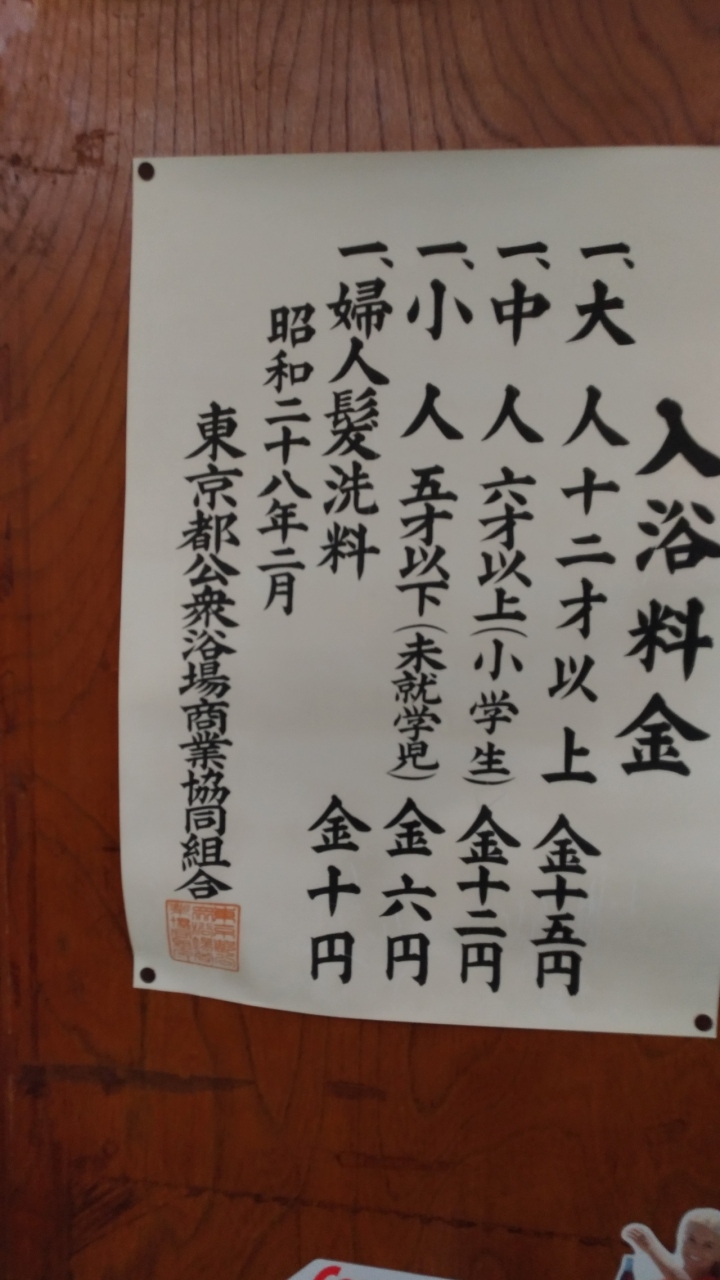 入浴料金
一、大人 十二才以上 金十五円
一、中人 六才以上(小学生) 金十二円
一、小人 五才以下(未就学児) 金六円
一、婦人髪洗料 金十円
昭和二十八年二月
東京都公衆浴場商業協同組合